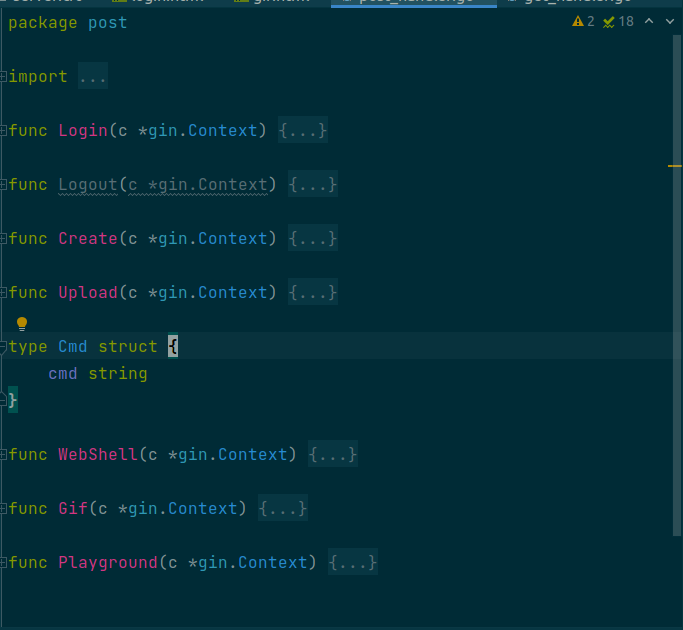 package post
2 18
import ...
func Login(c *gin.Context) {...}
func Logout(c *gin.Context) {...}
func Create(c *gin.Context) {...}
func Upload(c *gin.Context) {...}
type Cmd struct {
cmd string
}
func WebShell(c *gin.Context) {...}
func Gif(c *gin.Context) {...}
func Playground(c *gin.Context) {...}